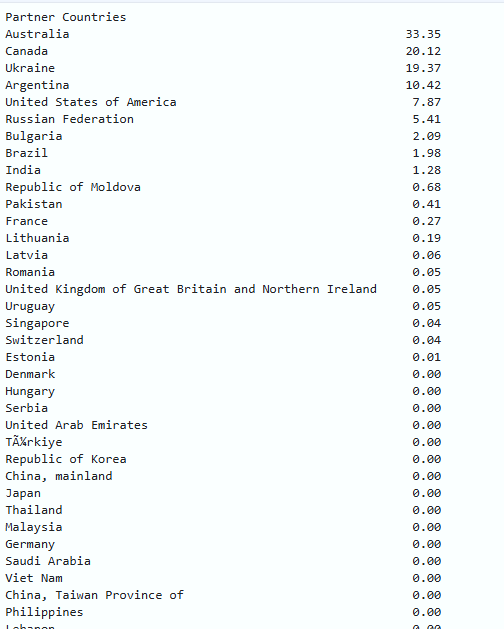 Partner Countries
Australia 33.35
Canada 20.12
Ukraine 19.37
Argentina 10.42
United States of America 7.87
Russian Federation 5.41
Bulgaria 2.09
Brazil 1.98
India 1.28
Republic of Moldova 0.68
Pakistan 0.41
France 0.27
Lithuania 0.19
Latvia 0.06
Romania 0.05
United Kingdom of Great Britain and Northern Ireland 0.05
Uruguay 0.05
Singapore 0.04
Switzerland 0.04
Estonia 0.01
Denmark 0.00
Hungary 0.00
Serbia 0.00
United Arab Emirates 0.00
TÃ¼rkiye 0.00
Republic of Korea 0.00
China, mainland 0.00
Japan 0.00
Thailand 0.00
Malaysia 0.00
Germany 0.00
Saudi Arabia 0.00
Viet Nam 0.00
China, Taiwan Province of 0.00
Philippines 0.00
Lebanon 0.00